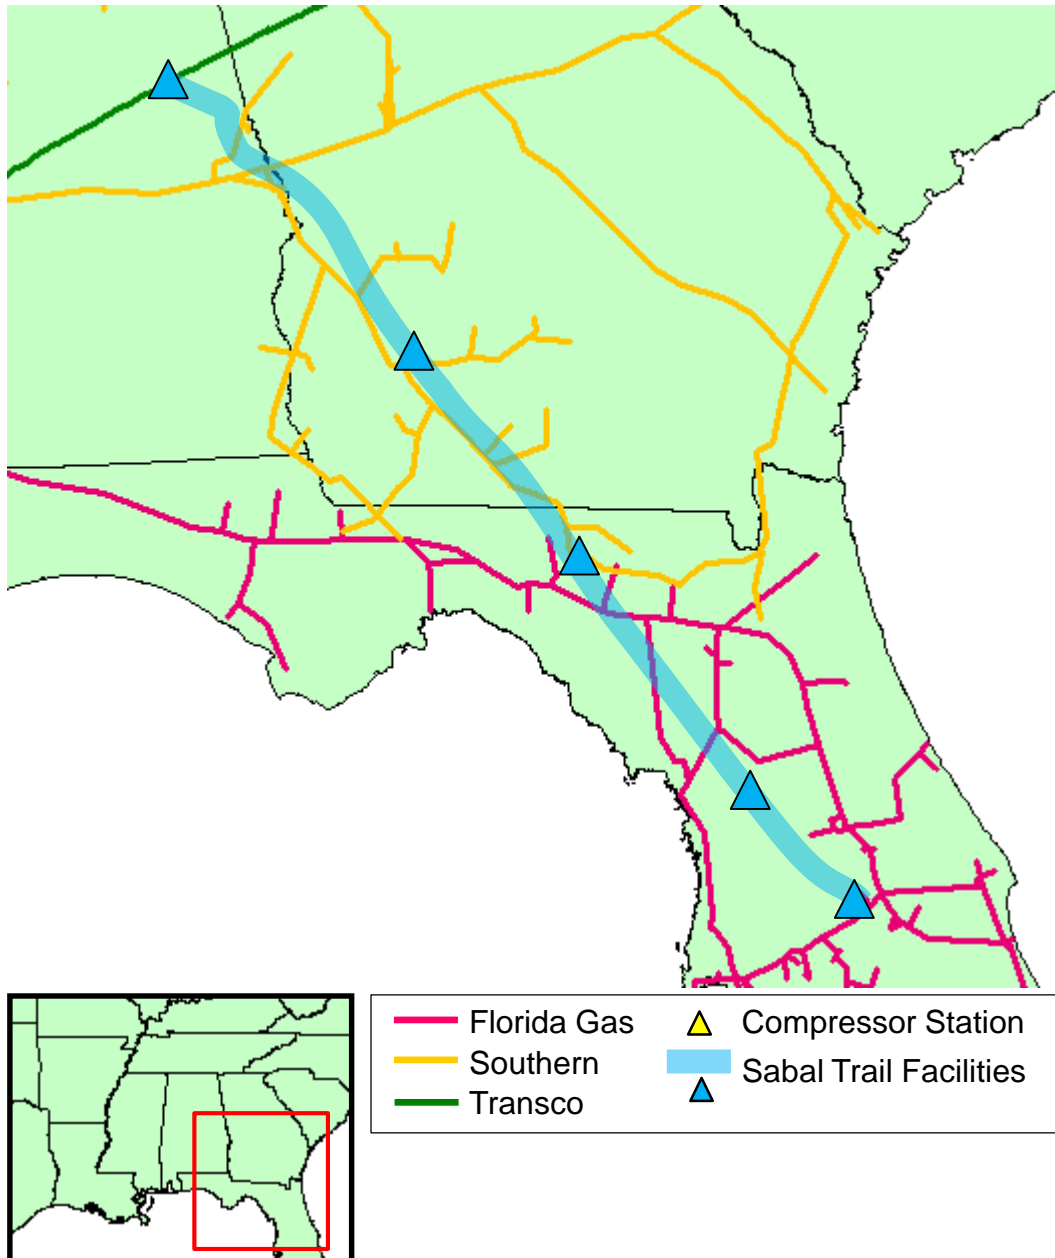 Florida Gas
Southern
Transco
Compressor Station
Sabal Trail Facilities